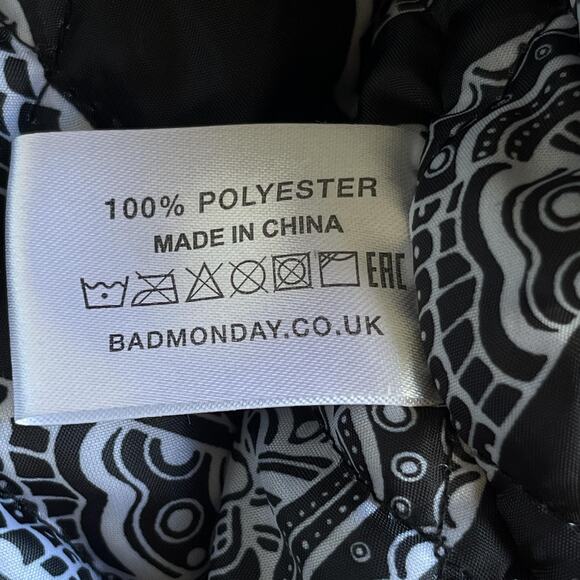 100% POLYESTER
MADE IN CHINA
EAC
BADMONDAY.CO.UK